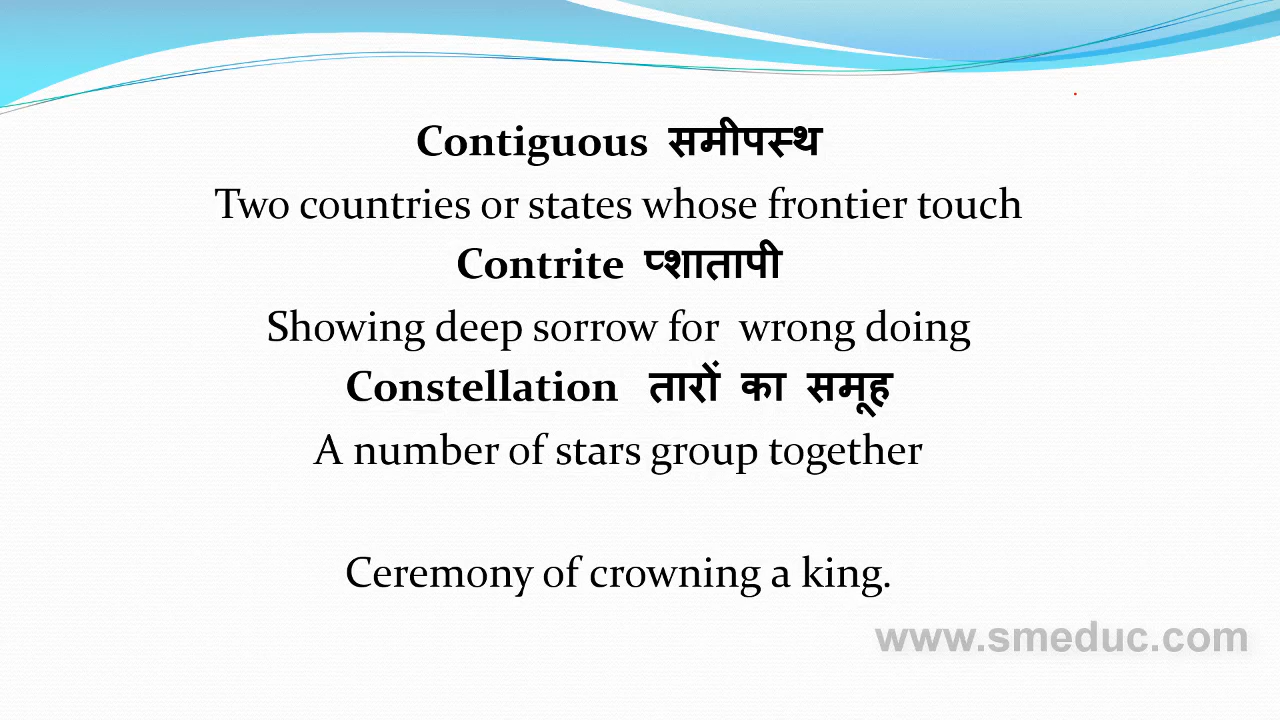 Contiguous समीपस्थ
Two countries or states whose frontier touch
Contrite प्शातापी
Showing deep sorrow for wrong doing
Constellation तारों का समूह
A number of stars group together
Ceremony of crowning a king.
www.smeduc.com